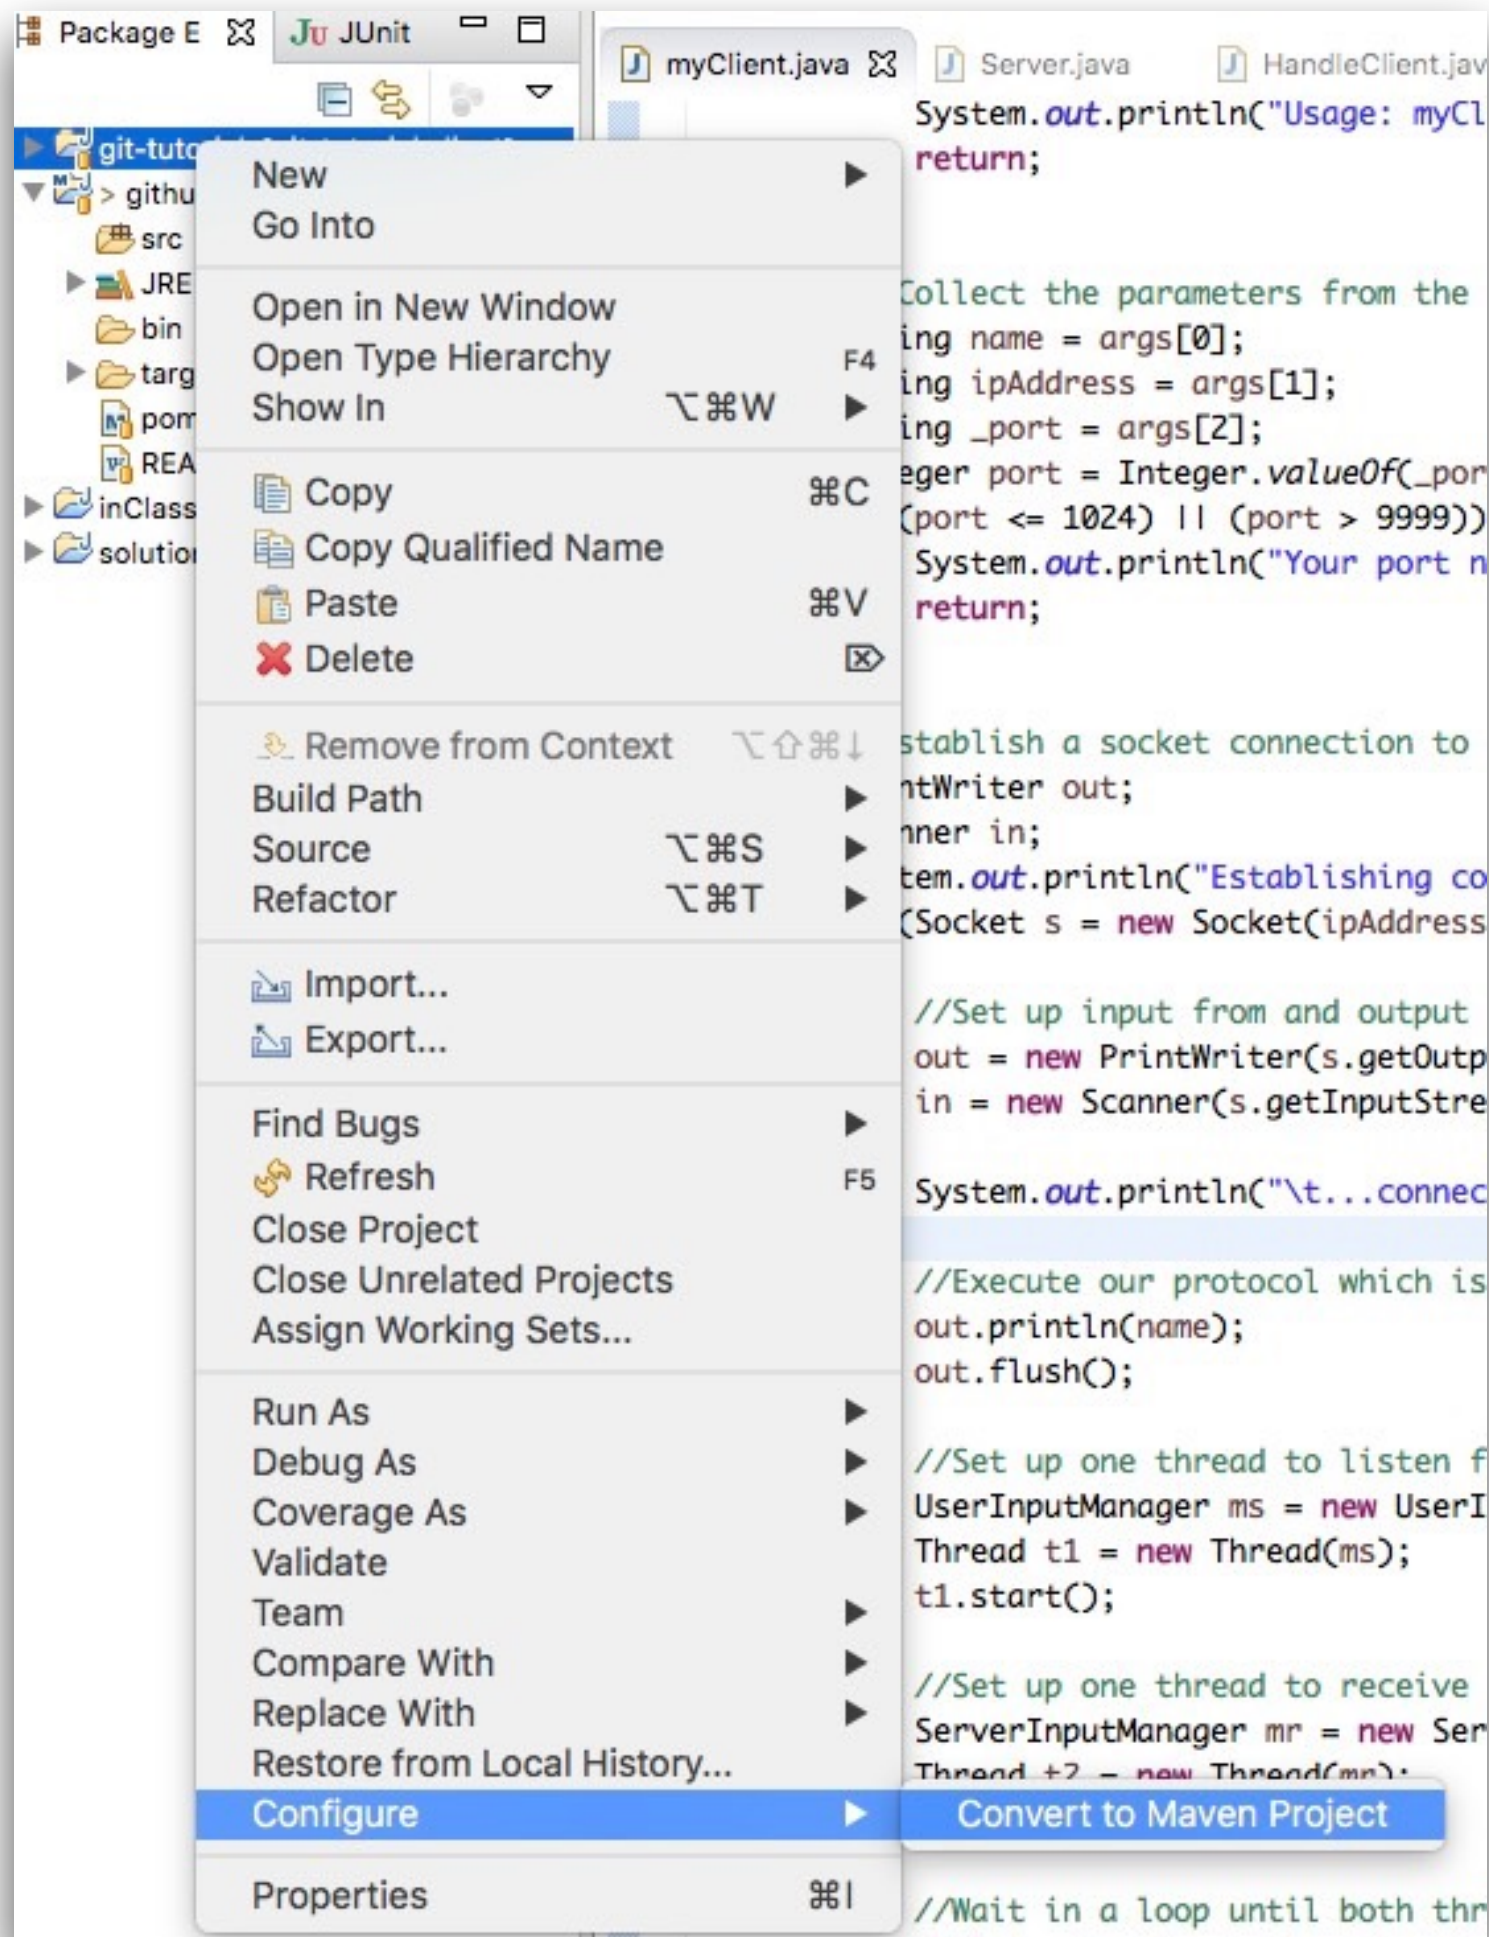 Package E
JUnit
myClient.java
Server.java
HandleClient.jav
git-tuto
> githu
src
JRE
bin
targ
pom
REA
inClass
solution
New
Go Into
Open in New Window
Open Type Hierarchy F4
Show In ⌥⌘W
Copy ⌘C
Copy Qualified Name
Paste ⌘V
Delete ⌦
Remove from Context ⌥⇧⌘↓
Build Path
Source ⌥⌘S
Refactor ⌥⌘T
Import...
Export...
Find Bugs
Refresh F5
Close Project
Close Unrelated Projects
Assign Working Sets...
Run As
Debug As
Coverage As
Validate
Team
Compare With
Replace With
Restore from Local History...
Configure
Convert to Maven Project
Properties ⌘I
System.out.println("Usage: myCl
return;
Collect the parameters from the
ing name = args[0];
ing ipAddress = args[1];
ing _port = args[2];
eger port = Integer.valueOf(_por
(port <= 1024) || (port > 9999))
System.out.println("Your port n
return;
stablish a socket connection to
ntWriter out;
nner in;
tem.out.println("Establishing co
(Socket s = new Socket(ipAddress
//Set up input from and output
out = new PrintWriter(s.getOutp
in = new Scanner(s.getInputStre
System.out.println("\t...connec
//Execute our protocol which is
out.println(name);
out.flush();
//Set up one thread to listen f
UserInputManager ms = new UserI
Thread t1 = new Thread(ms);
t1.start();
//Set up one thread to receive
ServerInputManager mr = new Ser
Thread t2 = new Thread(mr);
//Wait in a loop until both thr